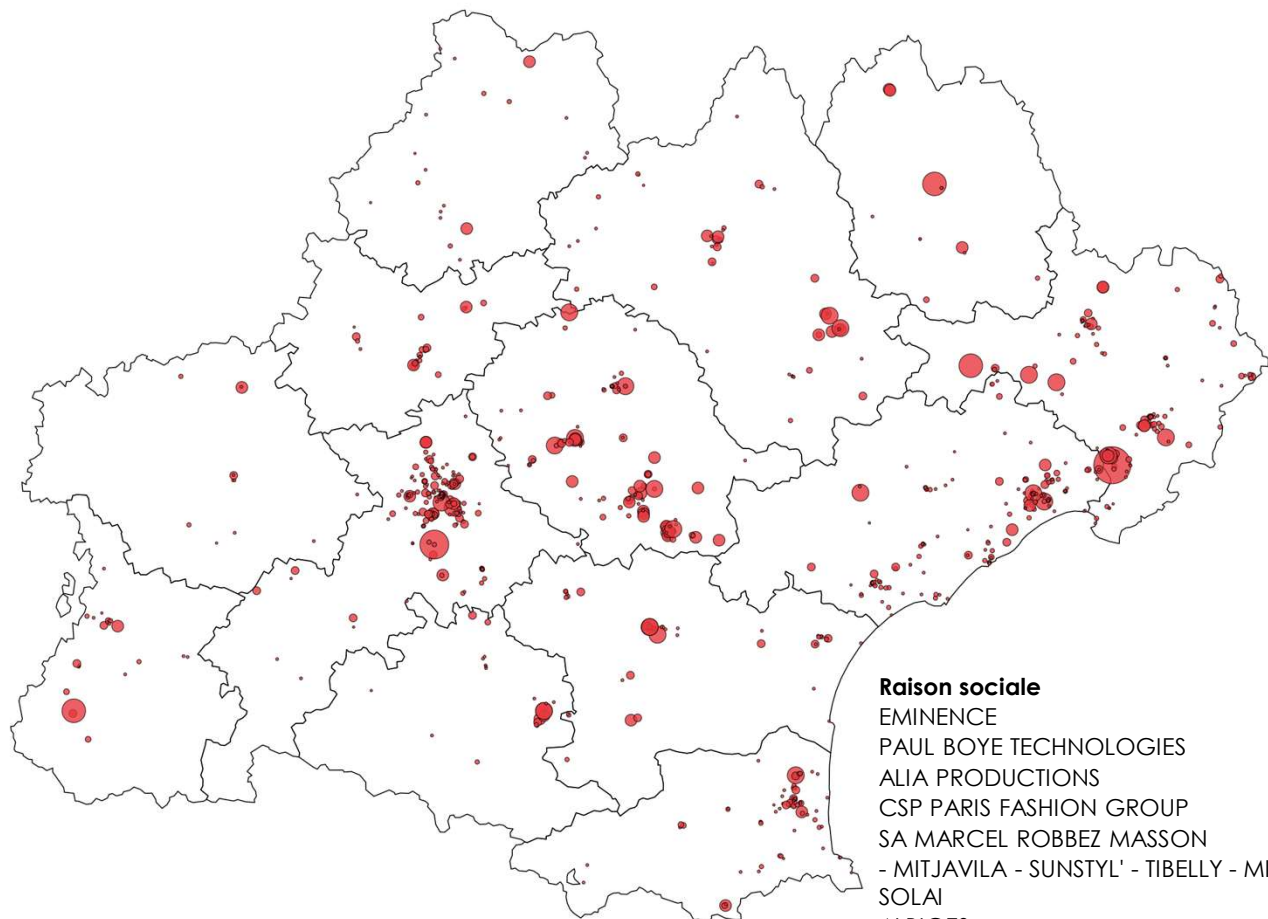 Raison sociale
EMINENCE
PAUL BOYE TECHNOLOGIES
ALIA PRODUCTIONS
CSP PARIS FASHION GROUP
SA MARCEL ROBBEZ MASSON
- MITJAVILA - SUNSTYL' - TIBELLY -
SOLAI